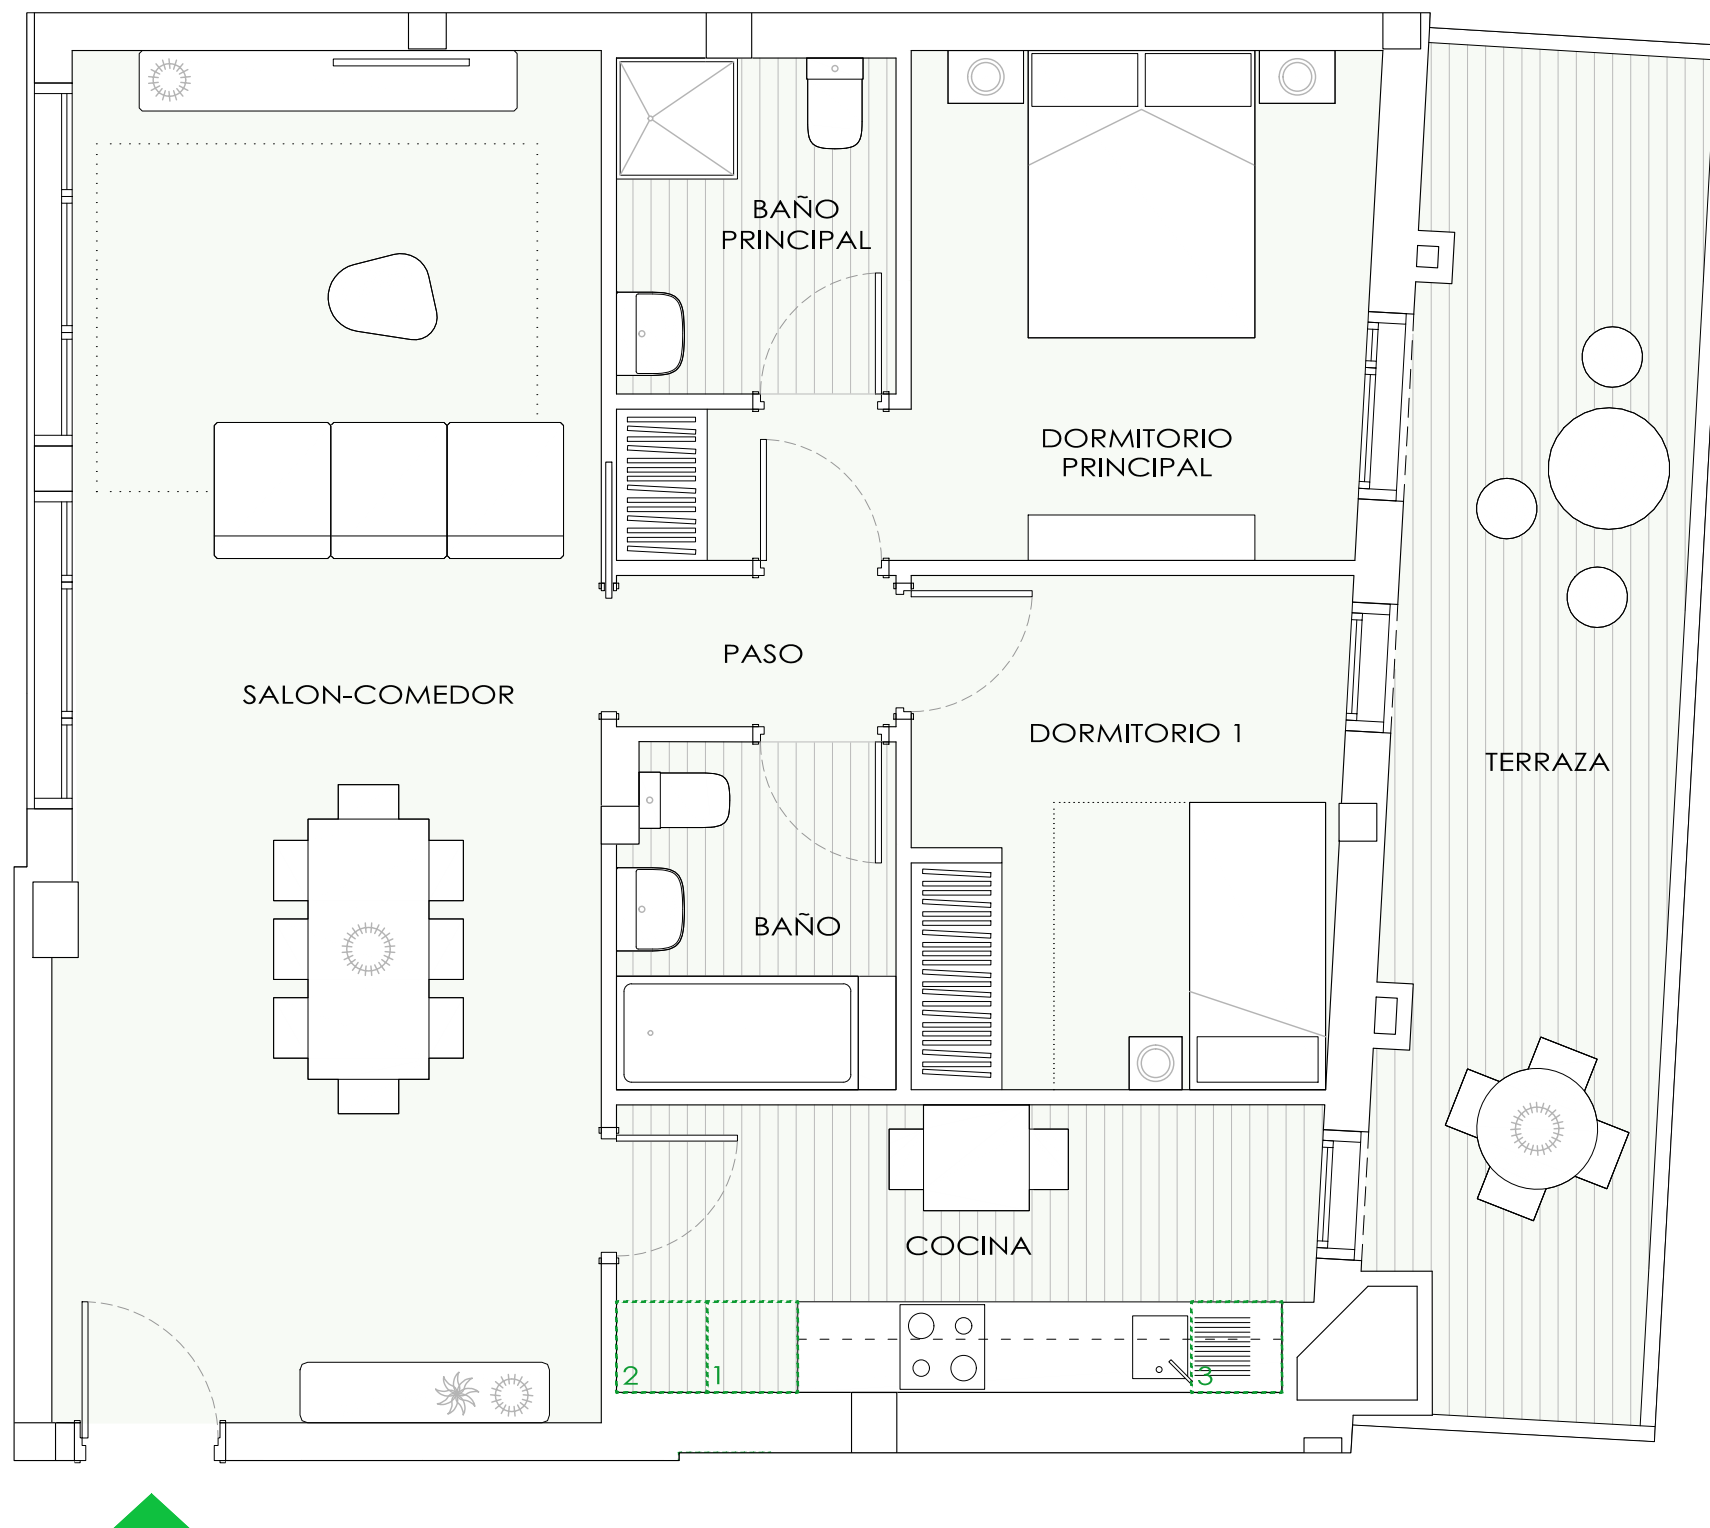 BAÑO
PRINCIPAL
DORMITORIO
PRINCIPAL
PASO
SALON-COMEDOR
DORMITORIO 1
TERRAZA
BAÑO
COCINA
2
1
3